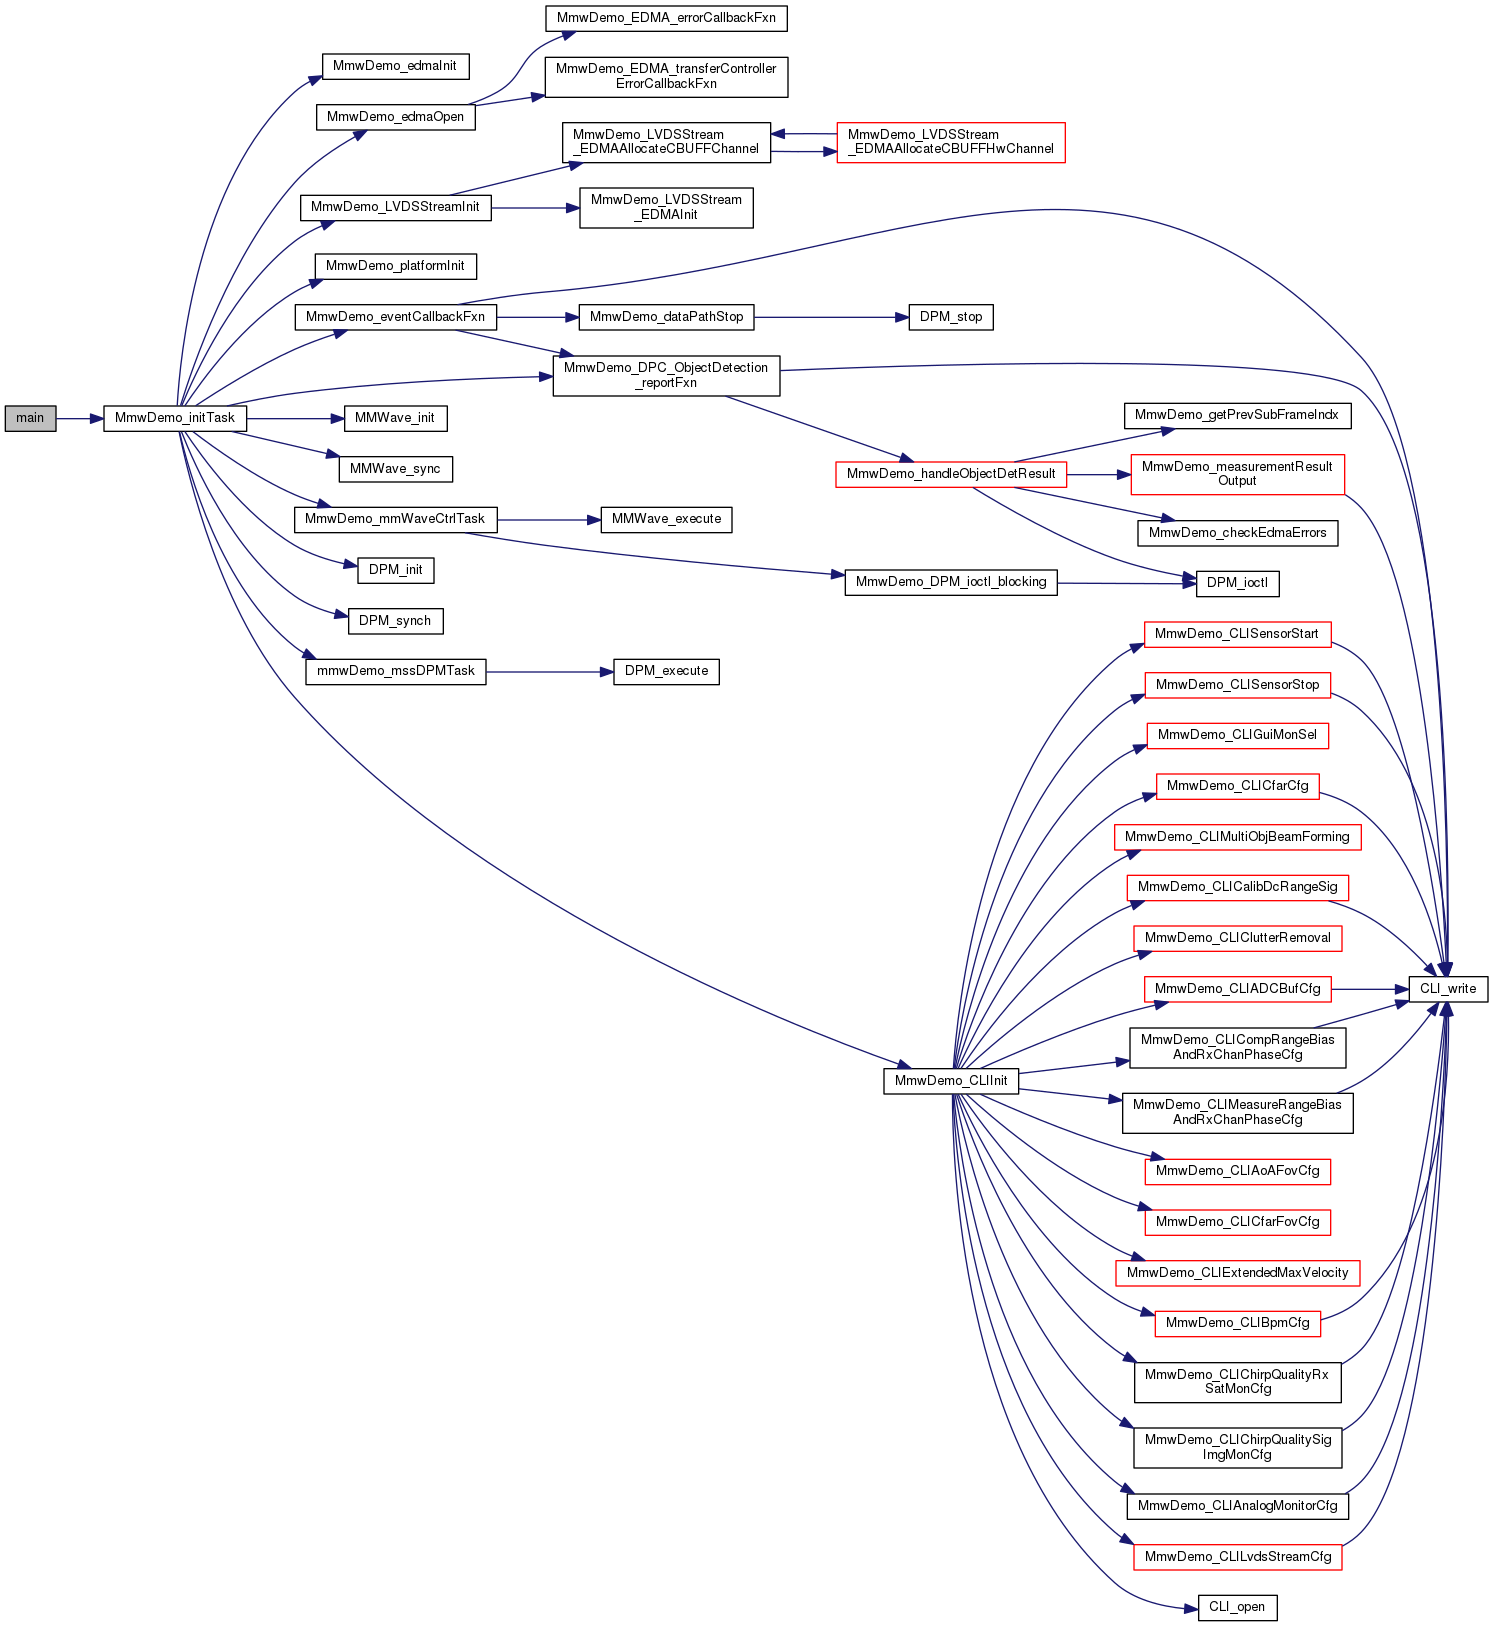 MmwDemo_EDMA_errorCallbackFxn
MmwDemo_edmaInit
MmwDemo_EDMA_transferController
ErrorCallbackFxn
MmwDemo_edmaOpen
MmwDemo_LVDSStream
_EDMAAllocateCBUFFChannel
MmwDemo_LVDSStream
_EDMAAllocateCBUFFHwChannel
MmwDemo_LVDSStreamInit
MmwDemo_LVDSStream
_EDMAInit
MmwDemo_platformInit
MmwDemo_eventCallbackFxn
MmwDemo_dataPathStop
DPM_stop
MmwDemo_DPC_ObjectDetection
_reportFxn
main
MmwDemo_initTask
MMWave_init
MmwDemo_getPrevSubFrameIndx
MMWave_sync
MmwDemo_handleObjectDetResult
MmwDemo_measurementResult
Output
MmwDemo_mmWaveCtrlTask
MMWave_execute
MmwDemo_checkEdmaErrors
DPM_init
MmwDemo_DPM_ioctl_blocking
DPM_ioctl
DPM_synch
MmwDemo_CLISensorStart
mmwDemo_mssDPMTask
DPM_execute
MmwDemo_CLISensorStop
MmwDemo_CLIGuiMonSel
MmwDemo_CLICfarCfg
MmwDemo_CLIMultiObjBeamForming
MmwDemo_CLICalibDcRangeSig
MmwDemo_CLIClutterRemoval
MmwDemo_CLIADCBufCfg
CLI_write
MmwDemo_CLICompRangeBias
AndRxChanPhaseCfg
MmwDemo_CLIInit
MmwDemo_CLIMeasureRangeBias
AndRxChanPhaseCfg
MmwDemo_CLIAoAFovCfg
MmwDemo_CLICfarFovCfg
MmwDemo_CLIExtendedMaxVelocity
MmwDemo_CLIBpmCfg
MmwDemo_CLIChirpQualityRx
SatMonCfg
MmwDemo_CLIChirpQualitySig
ImgMonCfg
MmwDemo_CLIAnalogMonitorCfg
MmwDemo_CLILvdsStreamCfg
CLI_open